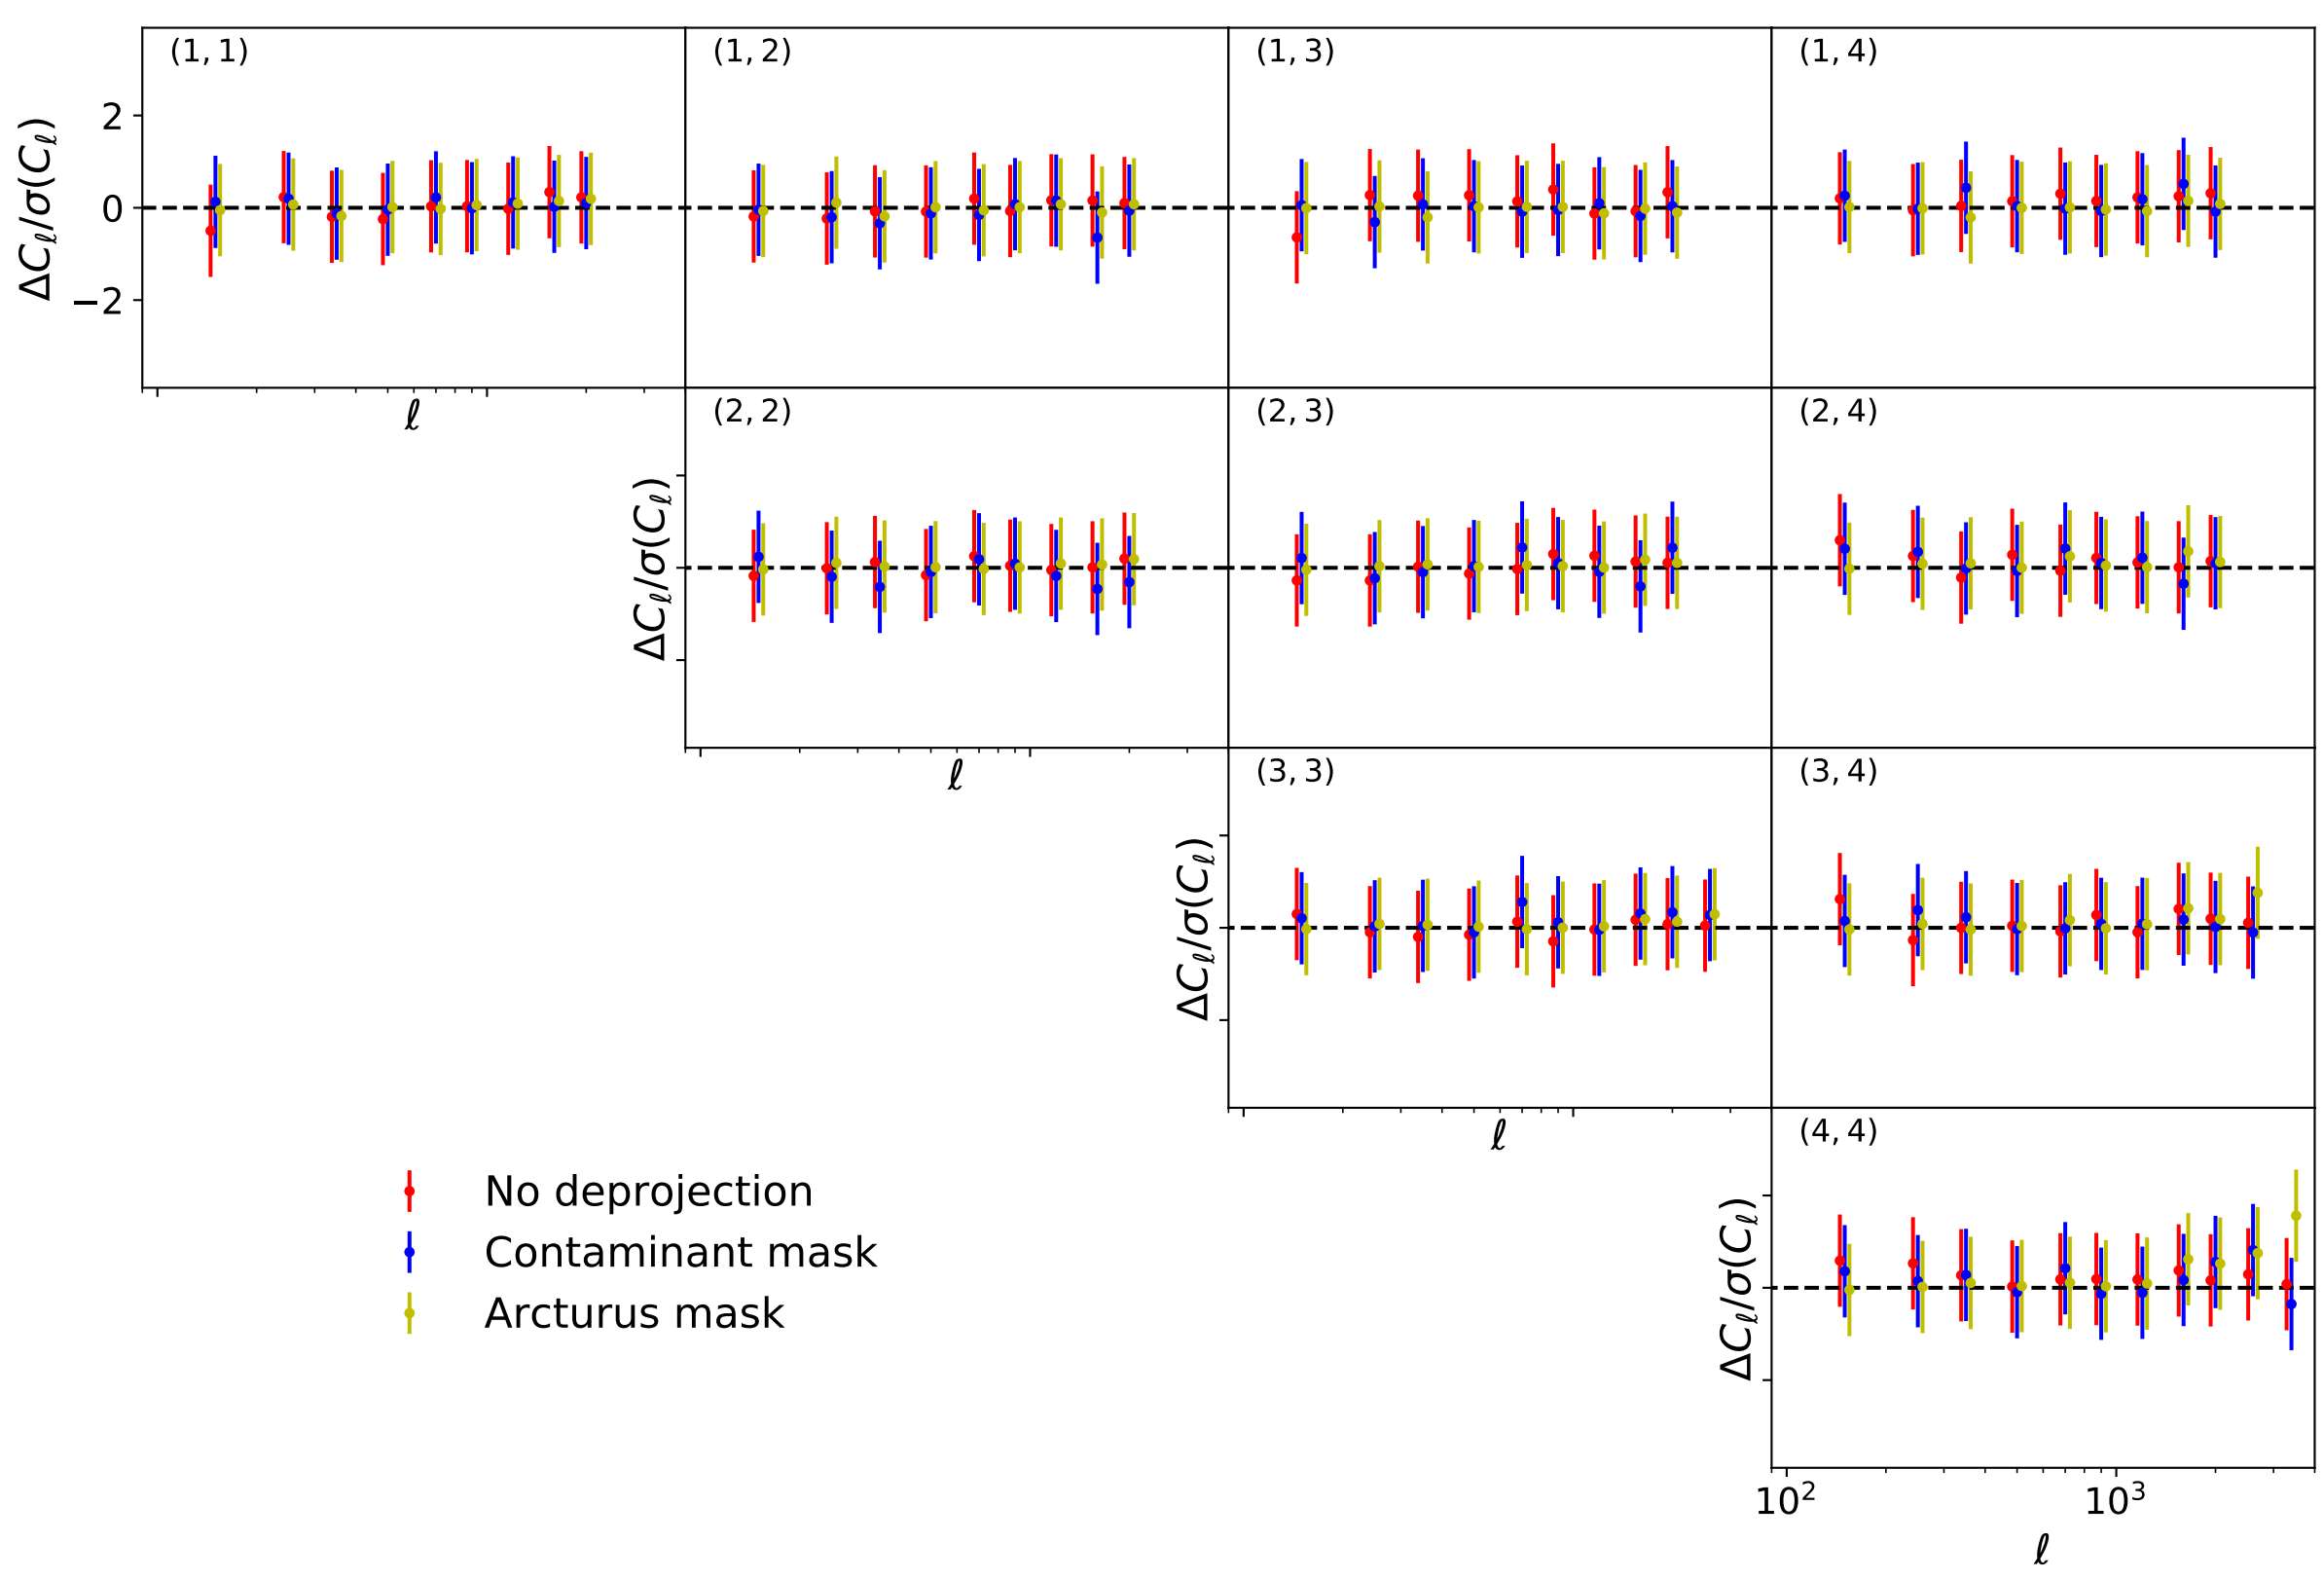 (1, 1)
(1, 2)
(1, 3)
(1, 4)
ΔCℓ/σ(Cℓ)
2
0
−2
ℓ
(2, 2)
(2, 3)
(2, 4)
ΔCℓ/σ(Cℓ)
ℓ
(3, 3)
(3, 4)
ΔCℓ/σ(Cℓ)
ℓ
(4, 4)
ΔCℓ/σ(Cℓ)
No deprojection
Contaminant mask
Arcturus mask
10² 10³
ℓ